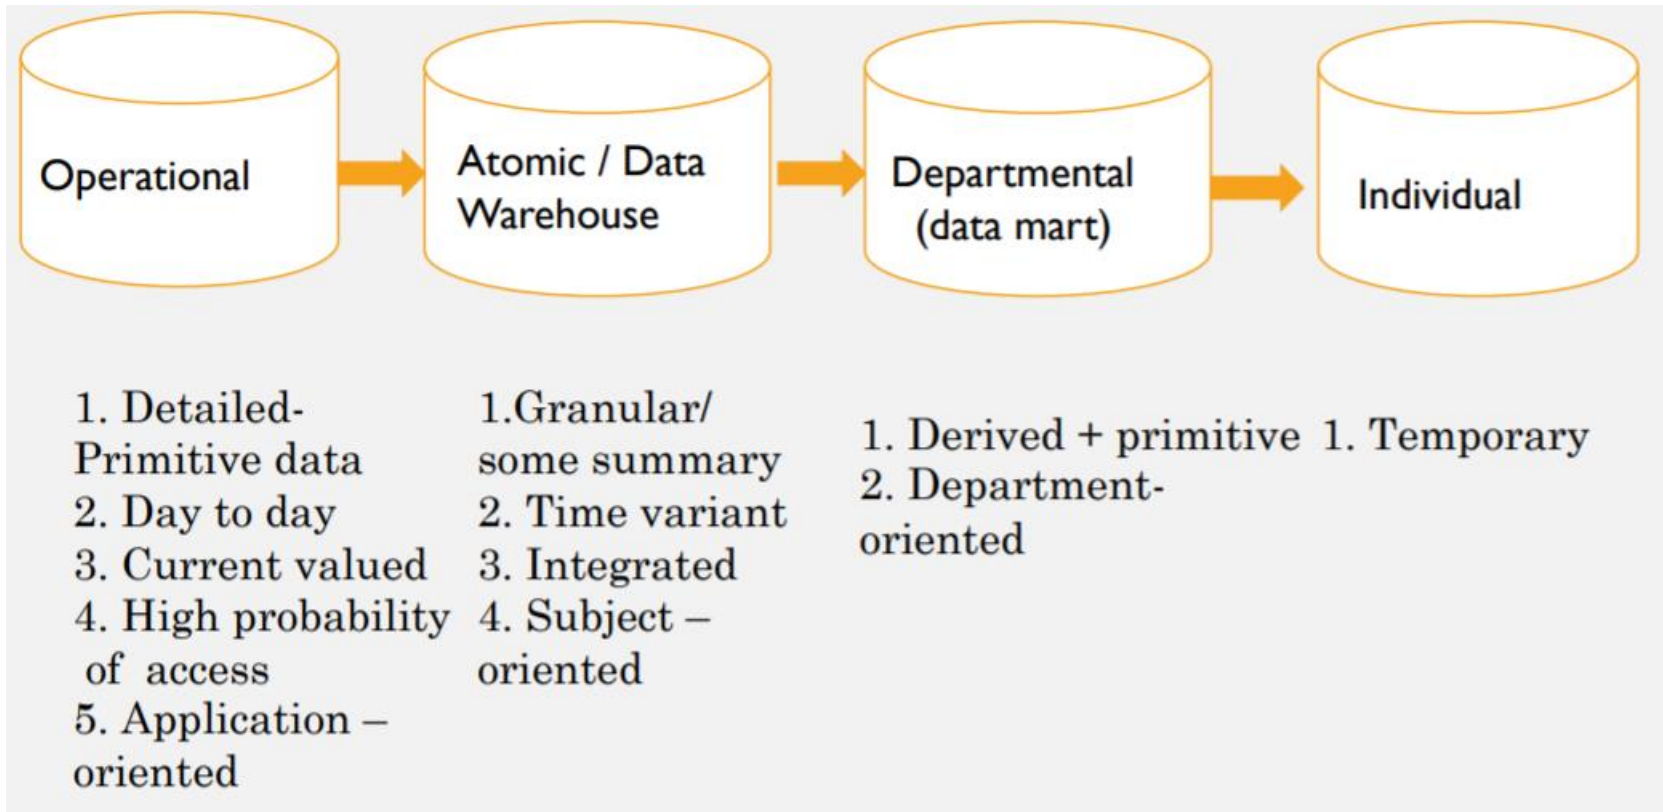 Operational
Atomic / Data
Warehouse
Departmental
(data mart)
Individual
1. Detailed-
Primitive data
2. Day to day
3. Current valued
4. High probability
of access
5. Application –
oriented
1.Granular/
some summary
2. Time variant
3. Integrated
4. Subject –
oriented
1. Derived + primitive
2. Department-
oriented
1. Temporary